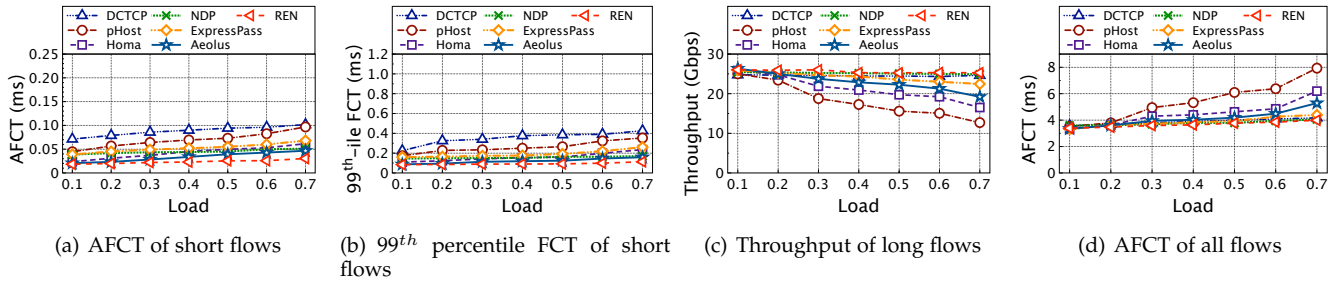 DCTCP NDP REN
pHost ExpressPass
Homa Aeolus
0.25
0.20
0.15
0.10
0.05
0
AFCT (ms)
0.1 0.2 0.3 0.4 0.5 0.6 0.7
Load
(a) AFCT of short flows
DCTCP NDP REN
pHost ExpressPass
Homa Aeolus
1.2
1.0
0.8
0.6
0.4
0.2
0
99th–ile FCT (ms)
0.1 0.2 0.3 0.4 0.5 0.6 0.7
Load
(b) 99th percentile FCT of short
flows
DCTCP NDP REN
pHost ExpressPass
Homa Aeolus
30
20
10
0
Throughput (Gbps)
0.1 0.2 0.3 0.4 0.5 0.6 0.7
Load
(c) Throughput of long flows
DCTCP NDP REN
pHost ExpressPass
Homa Aeolus
8
6
4
2
0
AFCT (ms)
0.1 0.2 0.3 0.4 0.5 0.6 0.7
Load
(d) AFCT of all flows